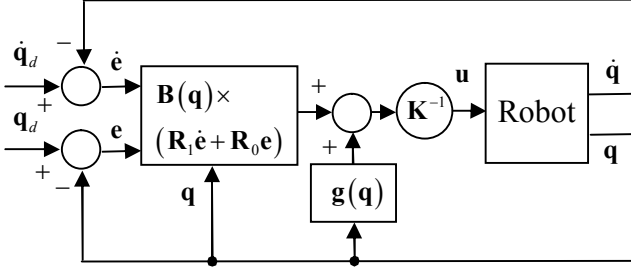 −
q̇_d
ė
+
q_d
e
+
−
B(q)×
(R₁ė + R₀e)
q
+
+
g(q)
K⁻¹
u
Robot
q̇
q